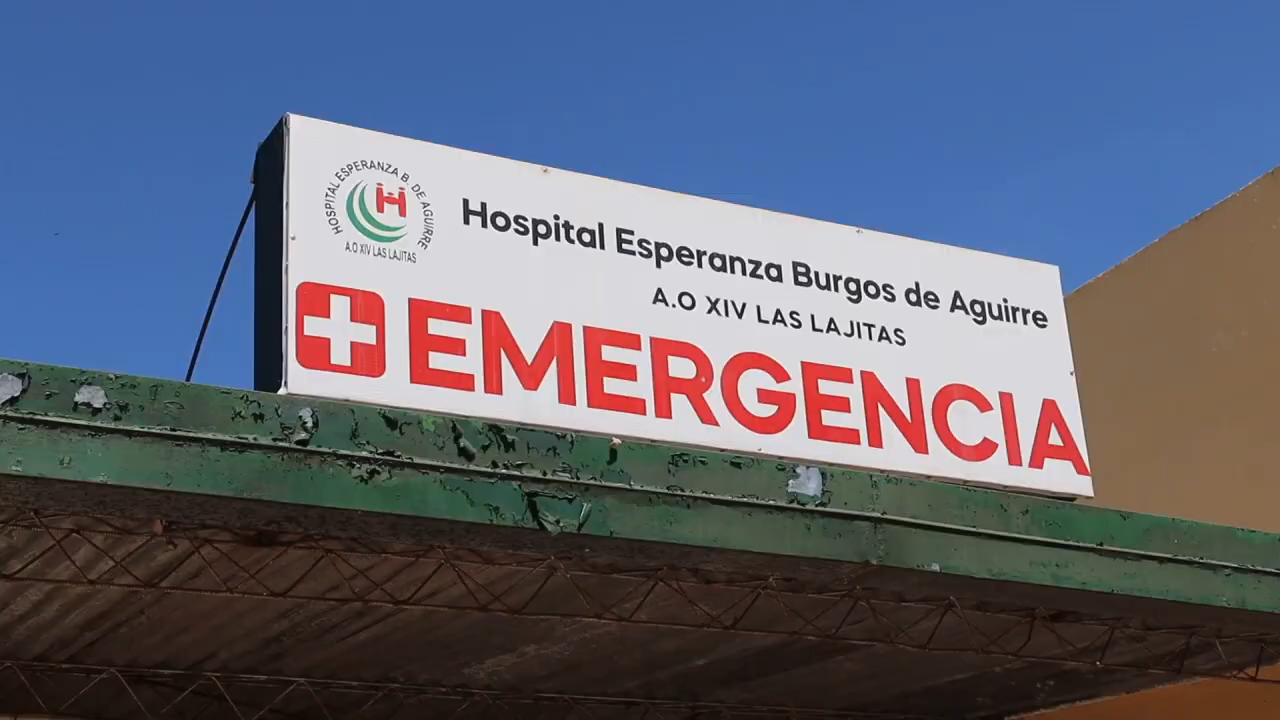 HOSPITAL ESPERANZA B. DE AGUIRRE
A.O XIV LAS LAJITAS
Hospital Esperanza Burgos de Aguirre
A.O XIV LAS LAJITAS
EMERGENCIA